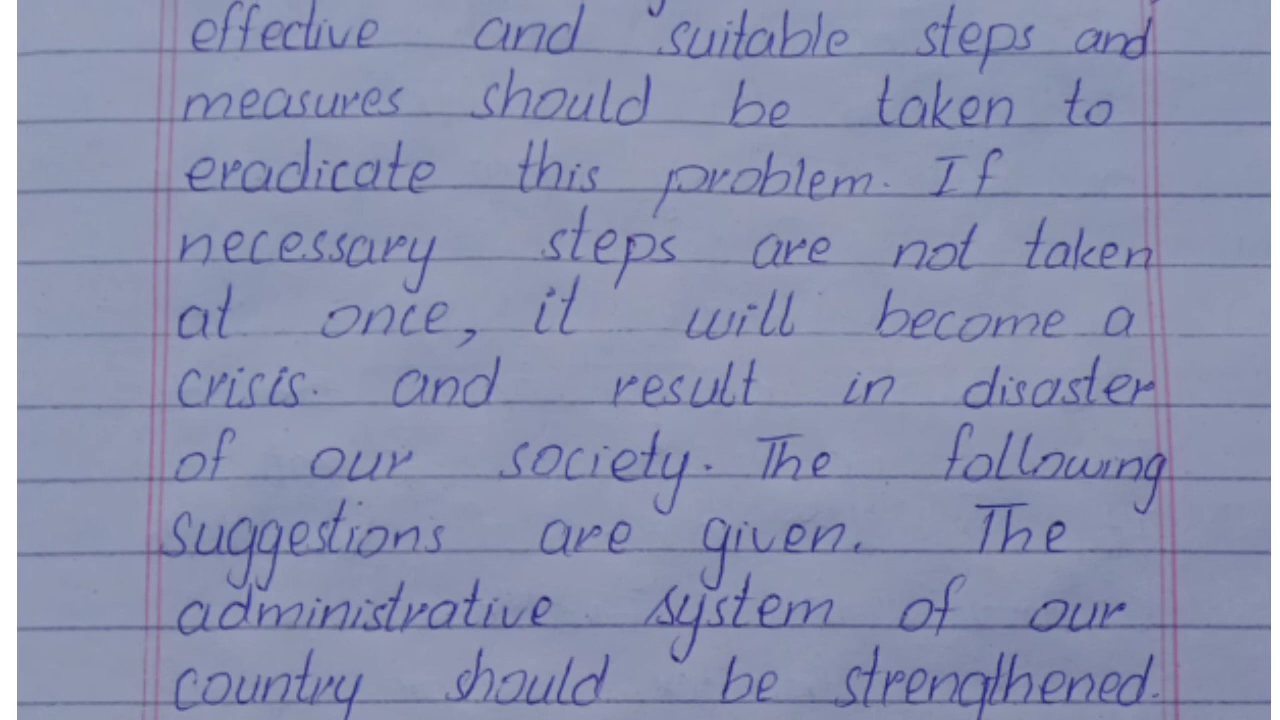 effective and suitable steps and
measures should be taken to
eradicate this problem. If
necessary steps are not taken
at once, it will become a
crisis. and result in disaster
of our society. The following
suggestions are given. The
administrative system of our
country should be strengthened.